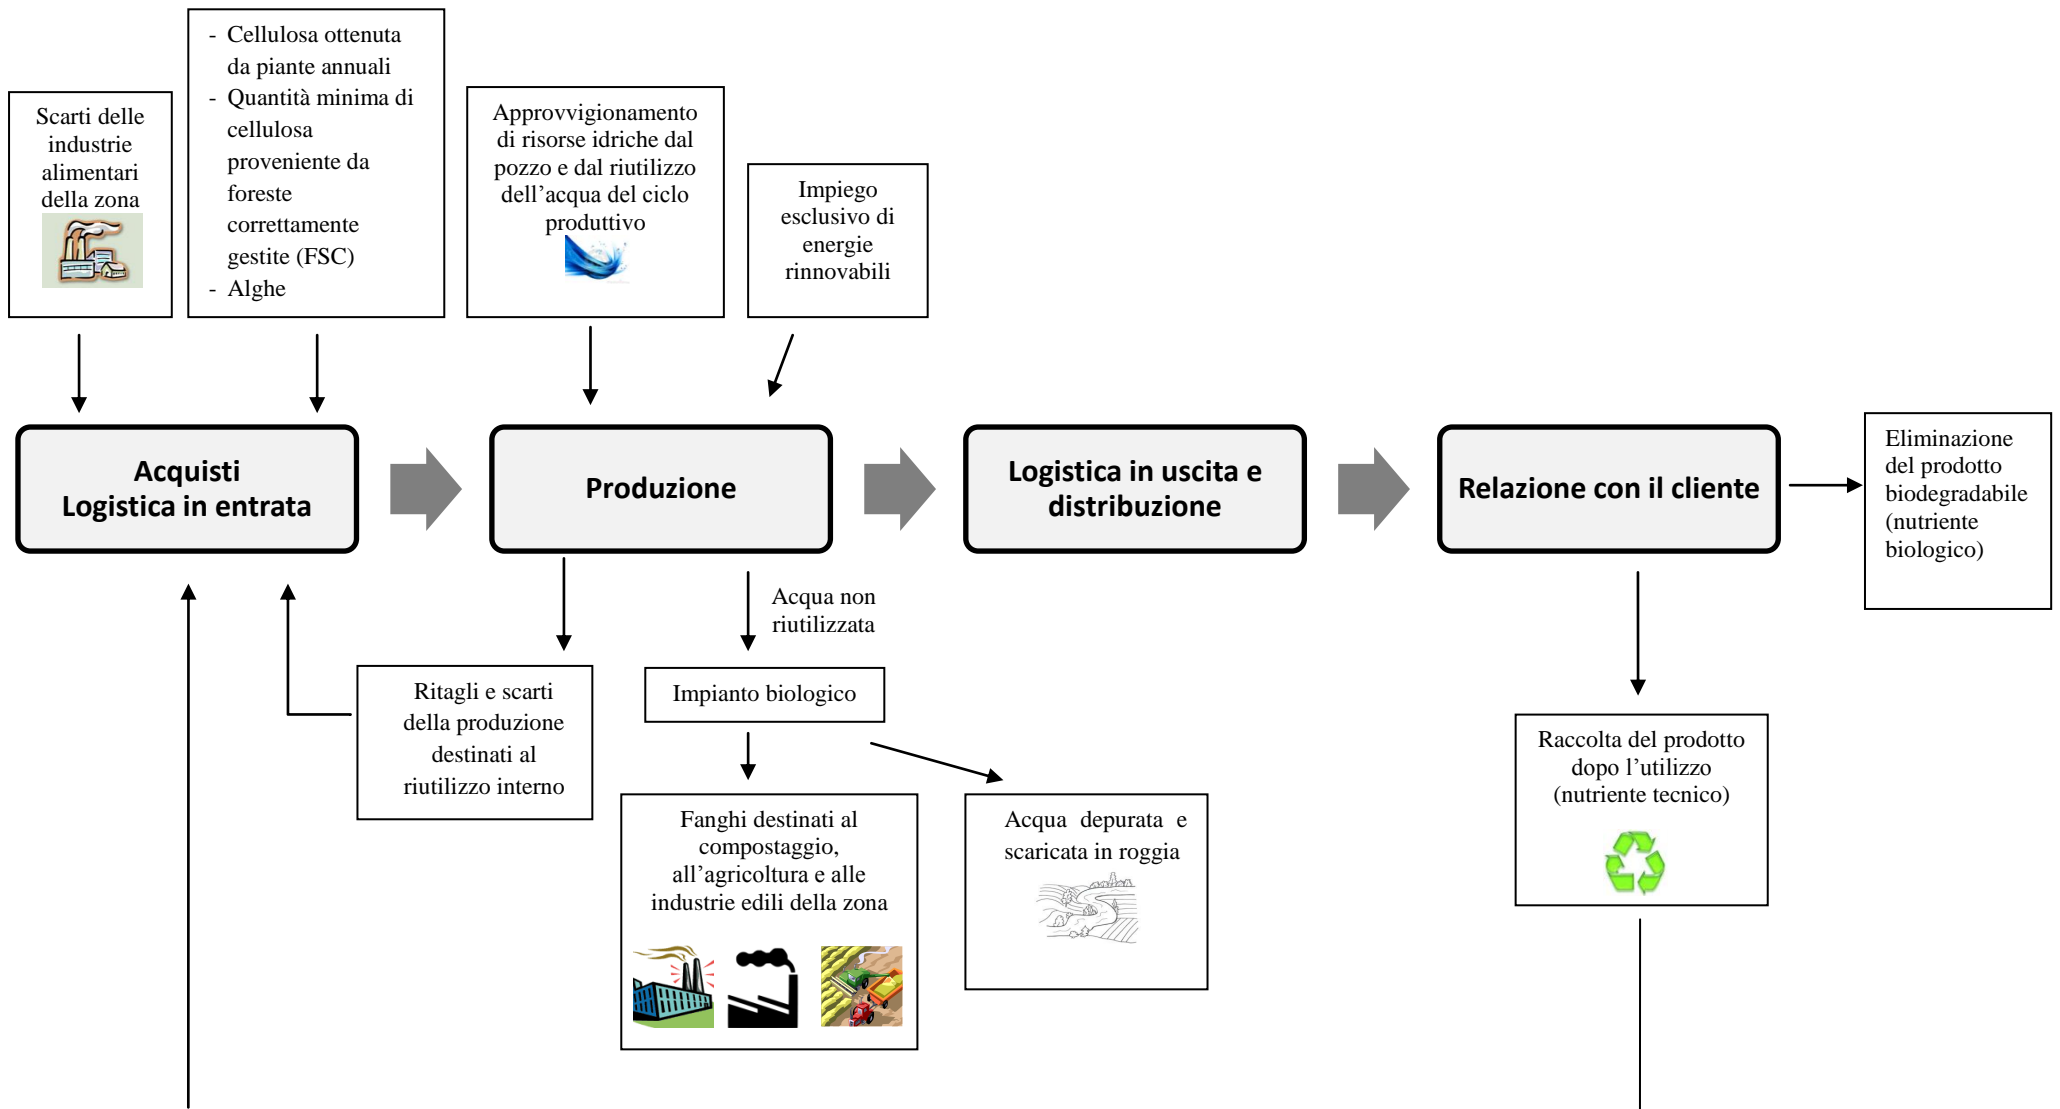 Scarti delle
industrie
alimentari
della zona
- Cellulosa ottenuta
da piante annuali
- Quantità minima di
cellulosa
proveniente da
foreste
correttamente
gestite (FSC)
- Alghe
Approvvigionamento
di risorse idriche dal
pozzo e dal riutilizzo
dell’acqua del ciclo
produttivo
Impiego
esclusivo di
energie
rinnovabili
Acquisti
Logistica in entrata
Produzione
Logistica in uscita e
distribuzione
Relazione con il cliente
Eliminazione
del prodotto
biodegradabile
(nutriente
biologico)
Acqua non
riutilizzata
Ritagli e scarti
della produzione
destinati al
riutilizzo interno
Impianto biologico
Fanghi destinati al
compostaggio,
all’agricoltura e alle
industrie edili della zona
Acqua depurata e
scaricata in roggia
Raccolta del prodotto
dopo l’utilizzo
(nutriente tecnico)